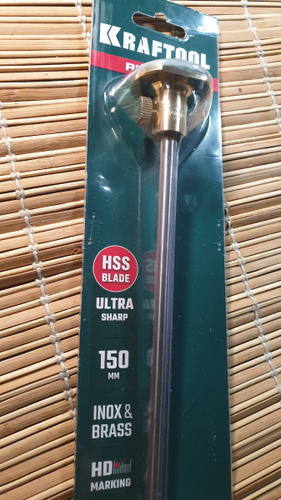 KRAFTOOL
HSS
BLADE
ULTRA
SHARP
150
MM
INOX &
BRASS
HD
MARKING